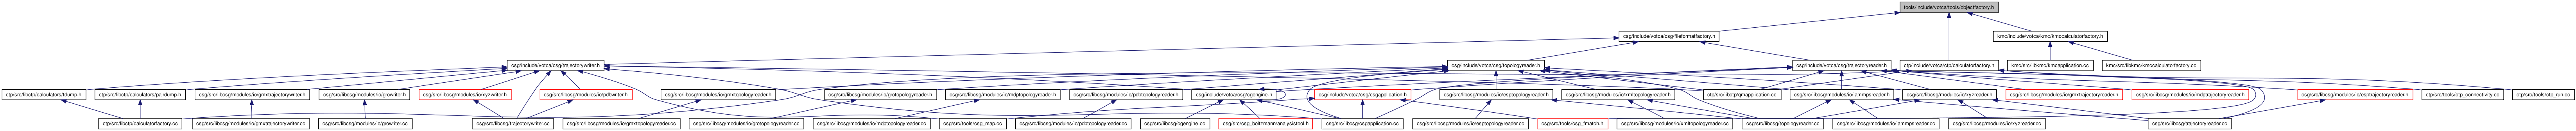 tools/include/votca/tools/objectfactory.h
csg/include/votca/csg/fileformatfactory.h
kmc/include/votca/kmc/kmccalculatorfactory.h
csg/include/votca/csg/trajectorywriter.h
csg/include/votca/csg/topologyreader.h
csg/include/votca/csg/trajectoryreader.h
ctp/include/votca/ctp/calculatorfactory.h
kmc/src/libkmc/kmcapplication.cc
kmc/src/libkmc/kmccalculatorfactory.cc
ctp/src/libctp/calculators/tdump.h
ctp/src/libctp/calculators/pairdump.h
csg/src/libcsg/modules/io/gmxtrajectorywriter.h
csg/src/libcsg/modules/io/growriter.h
csg/src/libcsg/modules/io/xyzwriter.h
csg/src/libcsg/modules/io/pdbwriter.h
csg/src/libcsg/modules/io/gmxtopologyreader.h
csg/src/libcsg/modules/io/grotopologyreader.h
csg/src/libcsg/modules/io/mdptopologyreader.h
csg/src/libcsg/modules/io/pdbtopologyreader.h
csg/include/votca/csg/cgengine.h
csg/include/votca/csg/csgapplication.h
csg/src/libcsg/modules/io/esptopologyreader.h
csg/src/libcsg/modules/io/xmltopologyreader.h
ctp/src/libctp/qmapplication.cc
csg/src/libcsg/modules/io/lammpsreader.h
csg/src/libcsg/modules/io/xyzreader.h
csg/src/libcsg/modules/io/gmxtrajectoryreader.h
csg/src/libcsg/modules/io/mdptrajectoryreader.h
csg/src/libcsg/modules/io/esptrajectoryreader.h
ctp/src/tools/ctp_connectivity.cc
ctp/src/tools/ctp_run.cc
ctp/src/libctp/calculatorfactory.cc
csg/src/libcsg/modules/io/gmxtrajectorywriter.cc
csg/src/libcsg/modules/io/growriter.cc
csg/src/libcsg/trajectorywriter.cc
csg/src/libcsg/modules/io/gmxtopologyreader.cc
csg/src/libcsg/modules/io/grotopologyreader.cc
csg/src/libcsg/modules/io/mdptopologyreader.cc
csg/src/tools/csg_map.cc
csg/src/libcsg/modules/io/pdbtopologyreader.cc
csg/src/libcsg/cgengine.cc
csg/src/csg_boltzmann/analysistool.h
csg/src/libcsg/csgapplication.cc
csg/src/libcsg/modules/io/esptopologyreader.cc
csg/src/tools/csg_fmatch.h
csg/src/libcsg/modules/io/xmltopologyreader.cc
csg/src/libcsg/topologyreader.cc
csg/src/libcsg/modules/io/lammpsreader.cc
csg/src/libcsg/modules/io/xyzreader.cc
csg/src/libcsg/trajectoryreader.cc